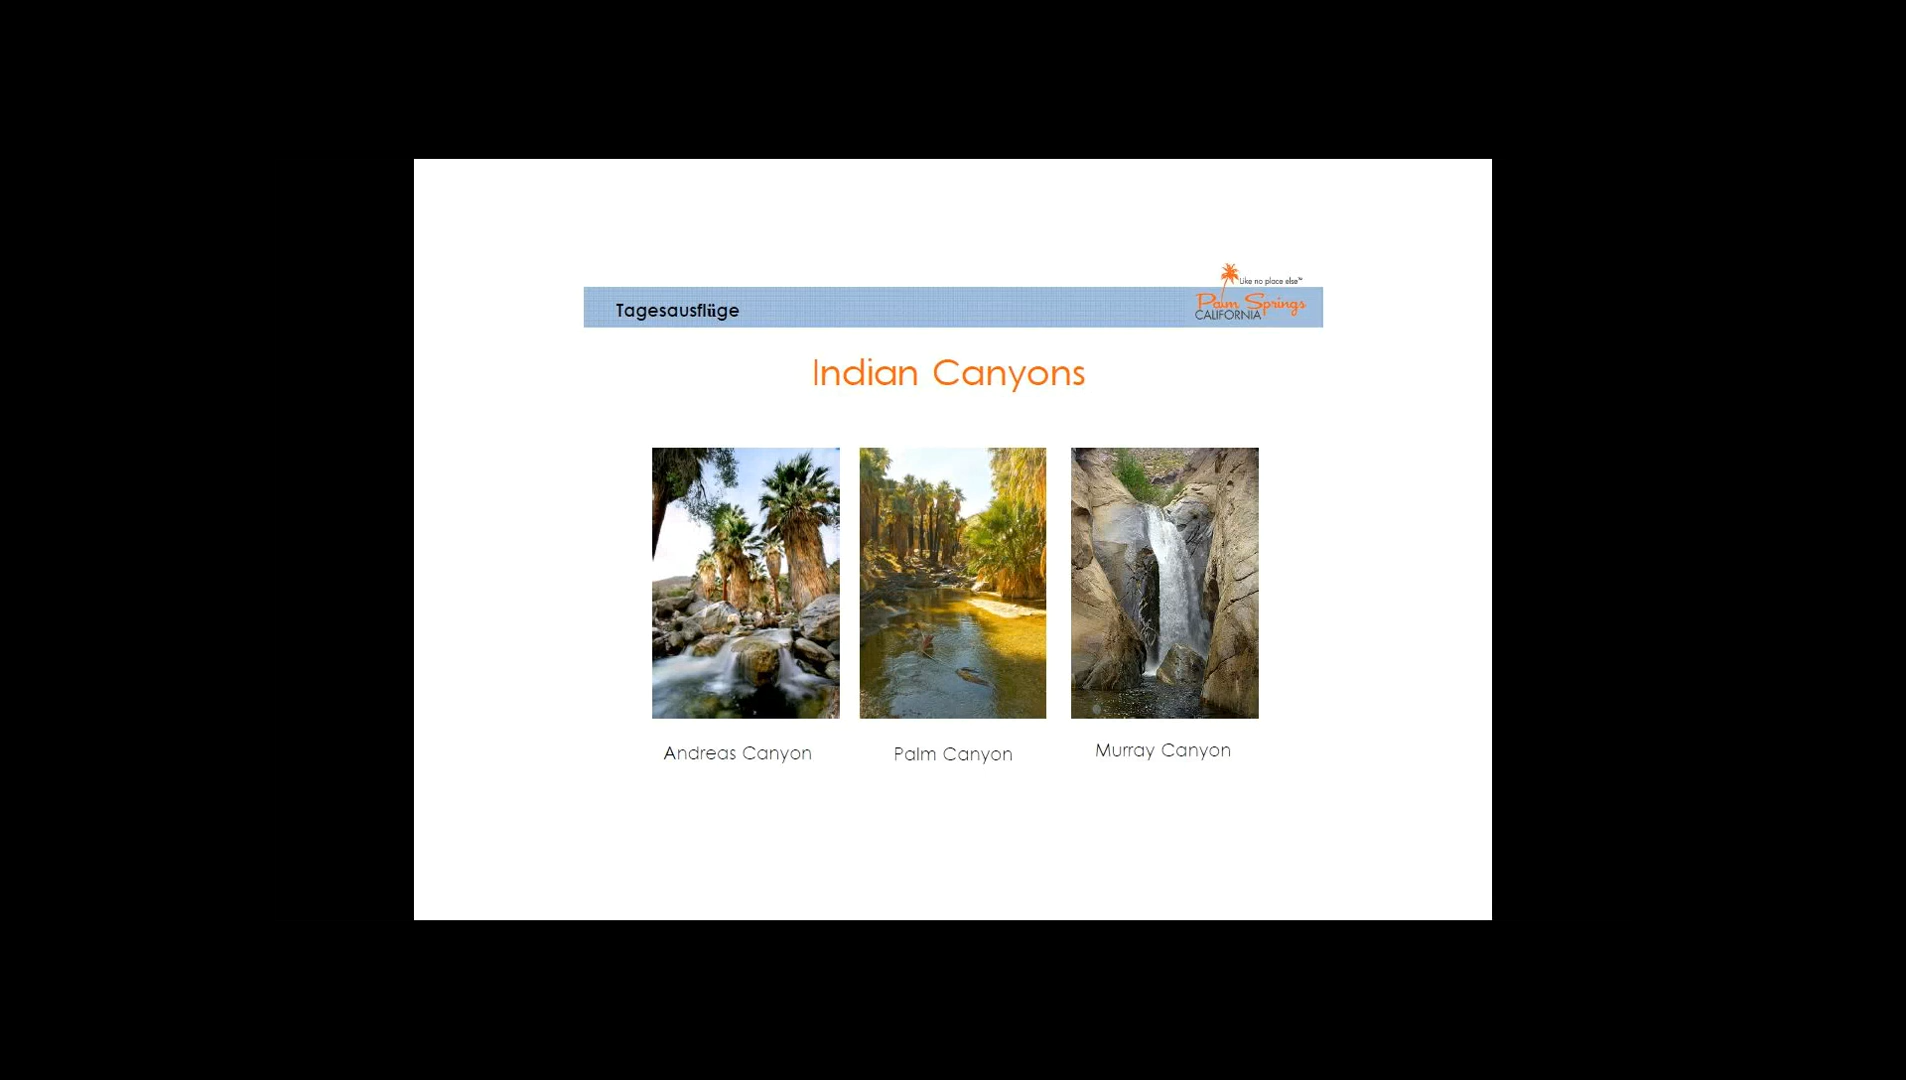 Like no place else™
Tagesausflüge
Palm Springs
CALIFORNIA
Indian Canyons
Andreas Canyon
Palm Canyon
Murray Canyon